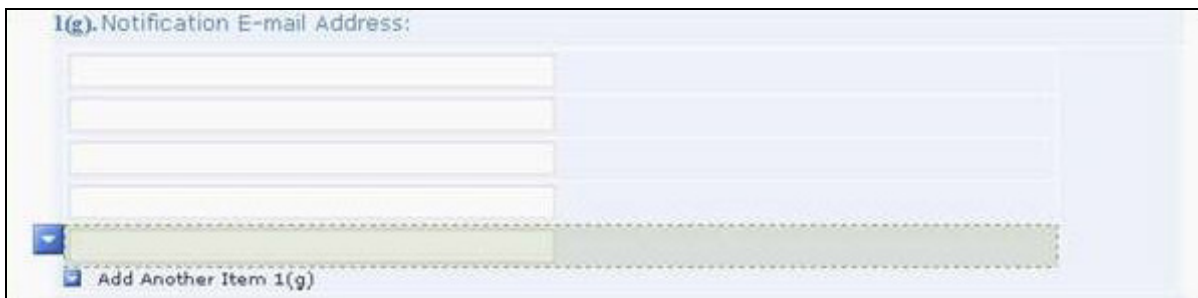 1(g). Notification E-mail Address:
Add Another Item 1(g)